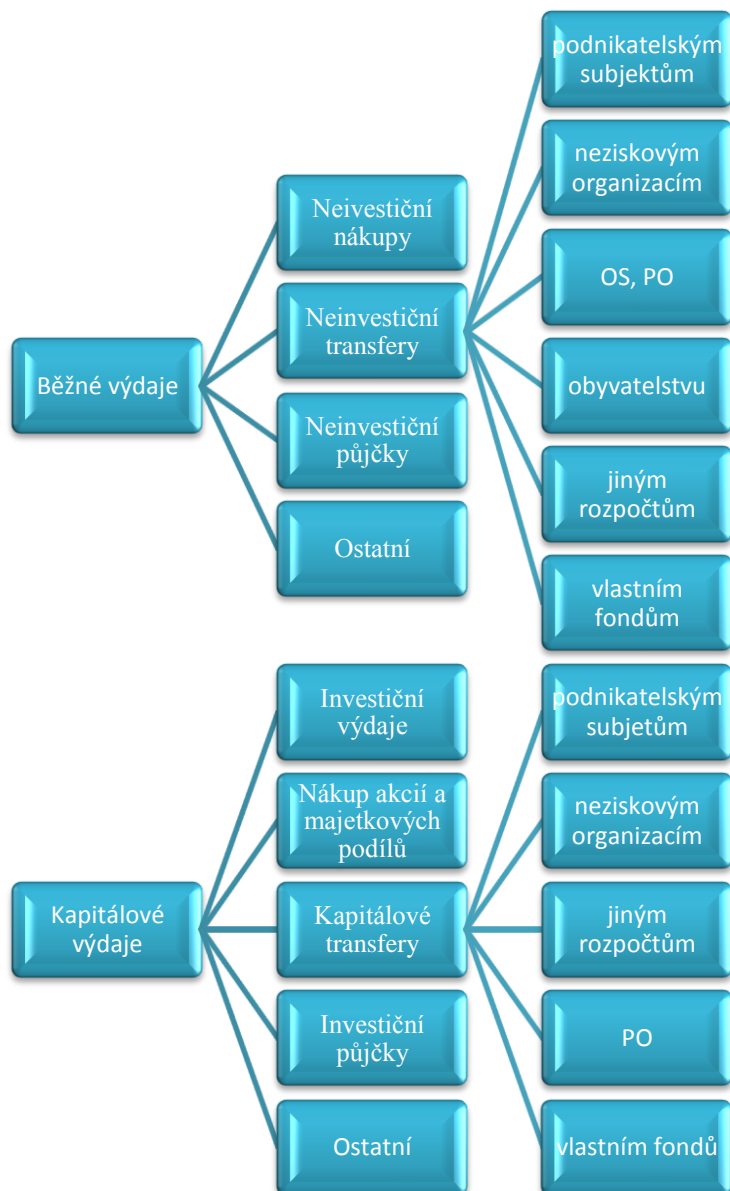 Běžné výdaje
Neivestiční
nákupy
Neinvestiční
transfery
Neinvestiční
půjčky
Ostatní
podnikatelským
subjektům
neziskovým
organizacím
OS, PO
obyvatelstvu
jiným
rozpočtům
vlastním
fondům
Kapitálové
výdaje
Investiční
výdaje
Nákup akcií a
majetkových
podílů
Kapitálové
transfery
Investiční
půjčky
Ostatní
podnikatelským
subjetům
neziskovým
organizacím
jiným
rozpočtům
PO
vlastním fondů